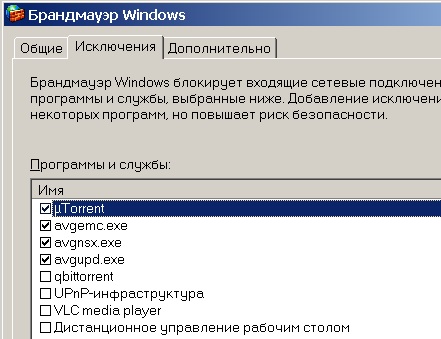 Брандмауэр Windows
Общие Исключения Дополнительно
Брандмауэр Windows блокирует входящие сетевые
программы и службы, выбранные ниже. Добавление
некоторых программ, но повышает риск безопасности.
Программы и службы:
Имя
µTorrent
avgemc.exe
avgnsx.exe
avgupd.exe
qbittorrent
UPnP-инфраструктура
VLC media player
Дистанционное управление рабочим столом